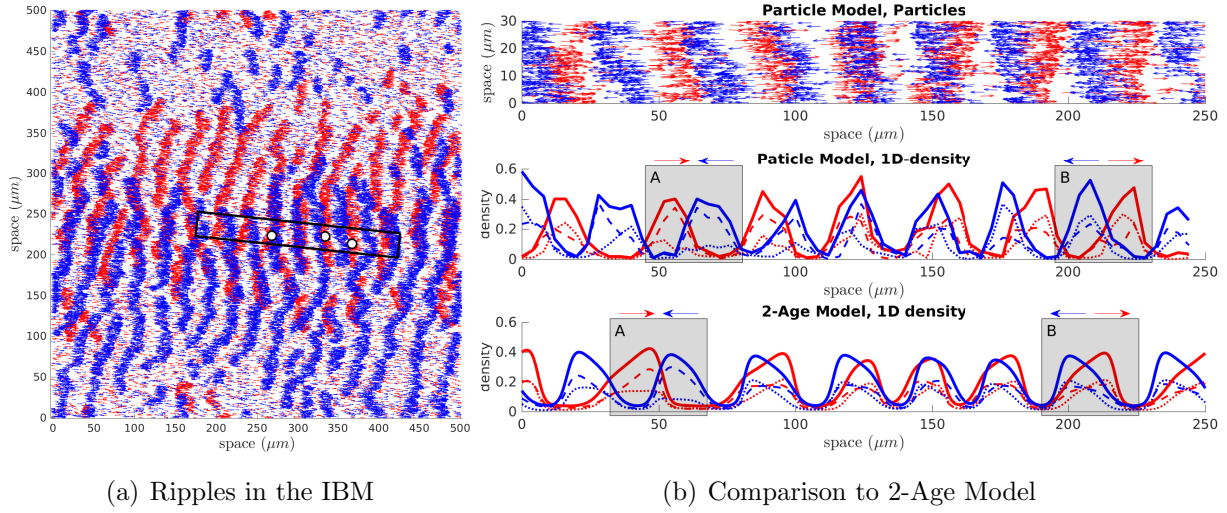 500
450
400
350
300
250
200
150
100
50
0
space (μm)
0 50 100 150 200 250 300 350 400 450 500
space (μm)
(a) Ripples in the IBM
Particle Model, Particles
30
20
10
0
space (μm)
0 50 100 150 200 250
space (μm)
Paticle Model, 1D-density
0.6
0.4
0.2
0
density
A
B
0 50 100 150 200 250
space (μm)
2-Age Model, 1D density
0.6
0.4
0.2
0
density
A
B
0 50 100 150 200 250
space (μm)
(b) Comparison to 2-Age Model